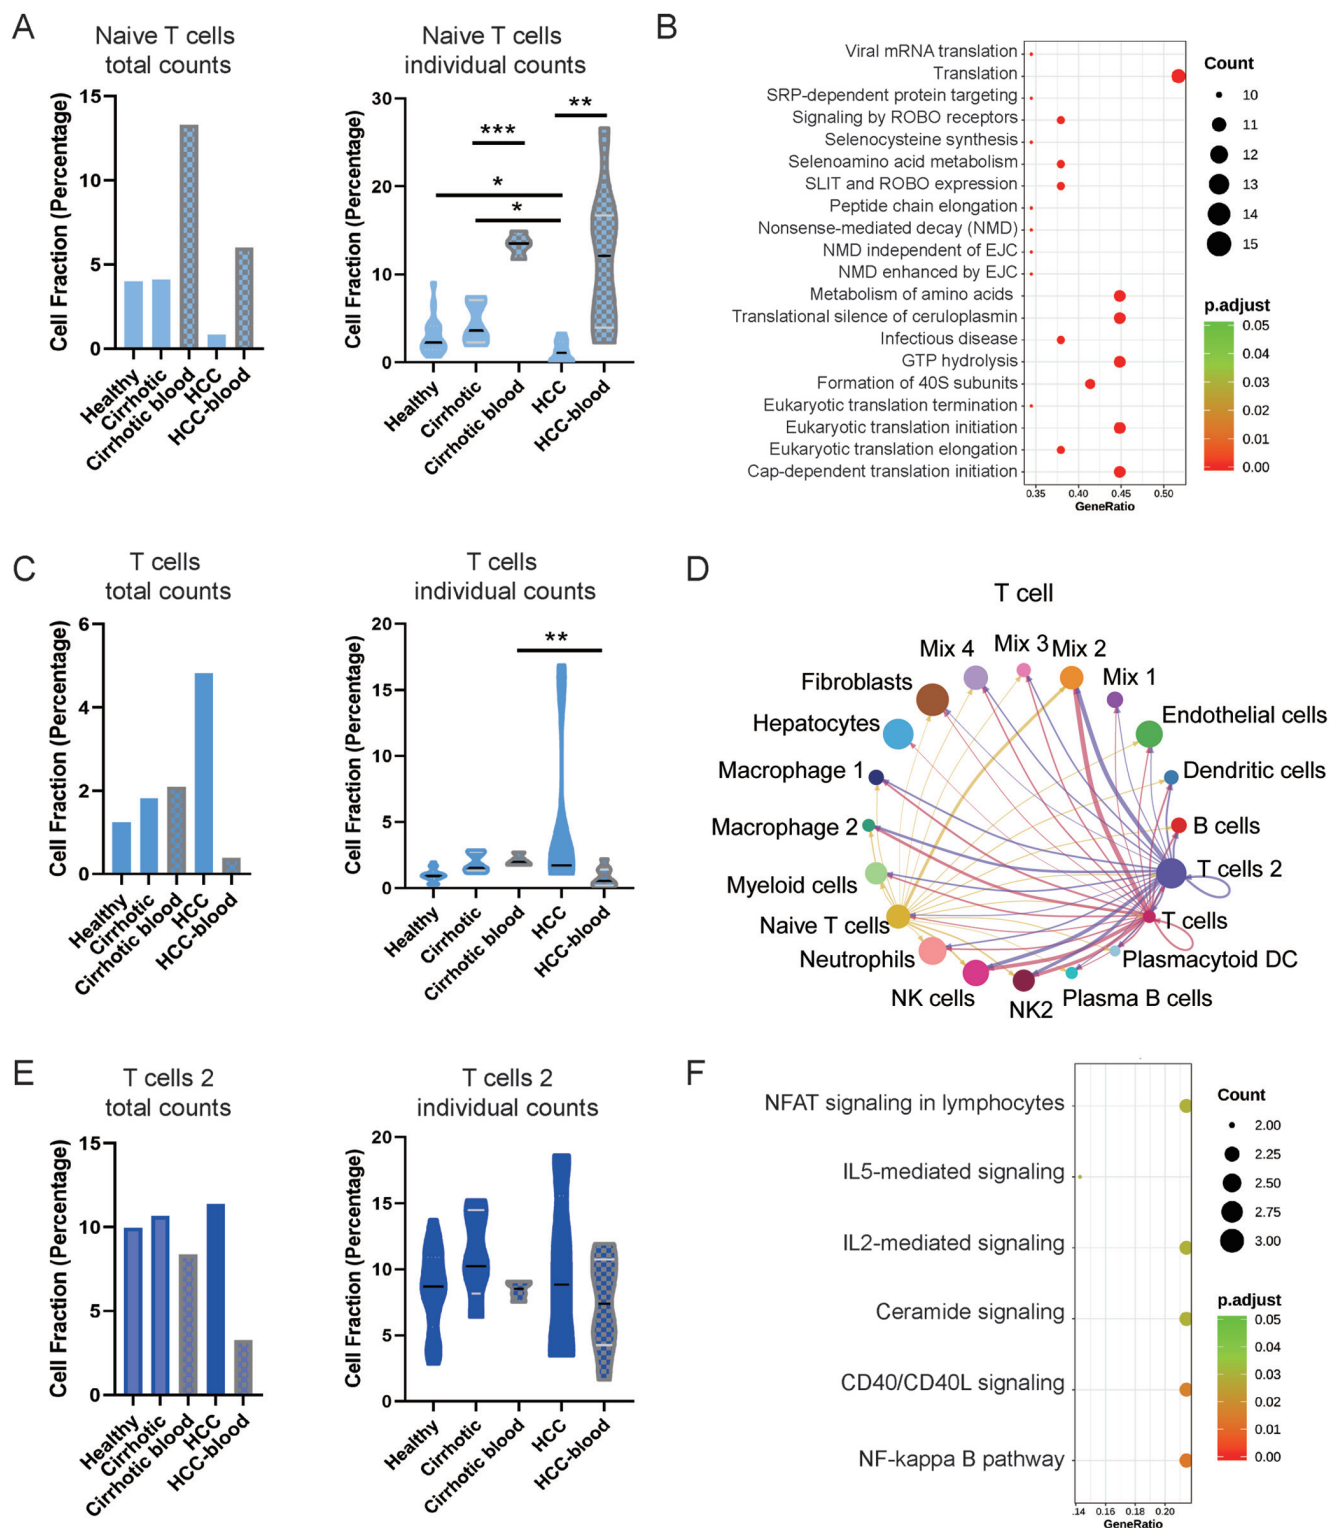 A
Naive T cells
total counts
Cell Fraction (Percentage)
15
10
5
0
Healthy
Cirrhotic
Cirrhotic blood
HCC
HCC-blood
Naive T cells
individual counts
Cell Fraction (Percentage)
30
20
10
0
***
**
*
*
Healthy
Cirrhotic
Cirrhotic blood
HCC
HCC-blood
B
Viral mRNA translation
Translation
SRP-dependent protein targeting
Signaling by ROBO receptors
Selenocysteine synthesis
Selenoamino acid metabolism
SLIT and ROBO expression
Peptide chain elongation
Nonsense-mediated decay (NMD)
NMD independent of EJC
NMD enhanced by EJC
Metabolism of amino acids
Translational silence of ceruloplasmin
Infectious disease
GTP hydrolysis
Formation of 40S subunits
Eukaryotic translation termination
Eukaryotic translation initiation
Eukaryotic translation elongation
Cap-dependent translation initiation
0.35 0.40 0.45 0.50
GeneRatio
Count
10
11
12
13
14
15
p.adjust
0.05
0.04
0.03
0.02
0.01
0.00
C
T cells
total counts
Cell Fraction (Percentage)
6
4
2
0
Healthy
Cirrhotic
Cirrhotic blood
HCC
HCC-blood
T cells
individual counts
Cell Fraction (Percentage)
20
15
10
5
0
**
Healthy
Cirrhotic
Cirrhotic blood
HCC
HCC-blood
D
T cell
Mix 4
Mix 3
Mix 2
Mix 1
Fibroblasts
Endothelial cells
Hepatocytes
Macrophage 1
Dendritic cells
Macrophage 2
B cells
Myeloid cells
T cells 2
Naive T cells
T cells
Neutrophils
Plasmacytoid DC
NK cells
NK2
Plasma B cells
E
T cells 2
total counts
Cell Fraction (Percentage)
15
10
5
0
Healthy
Cirrhotic
Cirrhotic blood
HCC
HCC-blood
T cells 2
individual counts
Cell Fraction (Percentage)
20
15
10
5
0
Healthy
Cirrhotic
Cirrhotic blood
HCC
HCC-blood
F
NFAT signaling in lymphocytes
IL5-mediated signaling
IL2-mediated signaling
Ceramide signaling
CD40/CD40L signaling
NF-kappa B pathway
.14 0.16 0.18 0.20
GeneRatio
Count
2.00
2.25
2.50
2.75
3.00
p.adjust
0.05
0.04
0.03
0.02
0.01
0.00